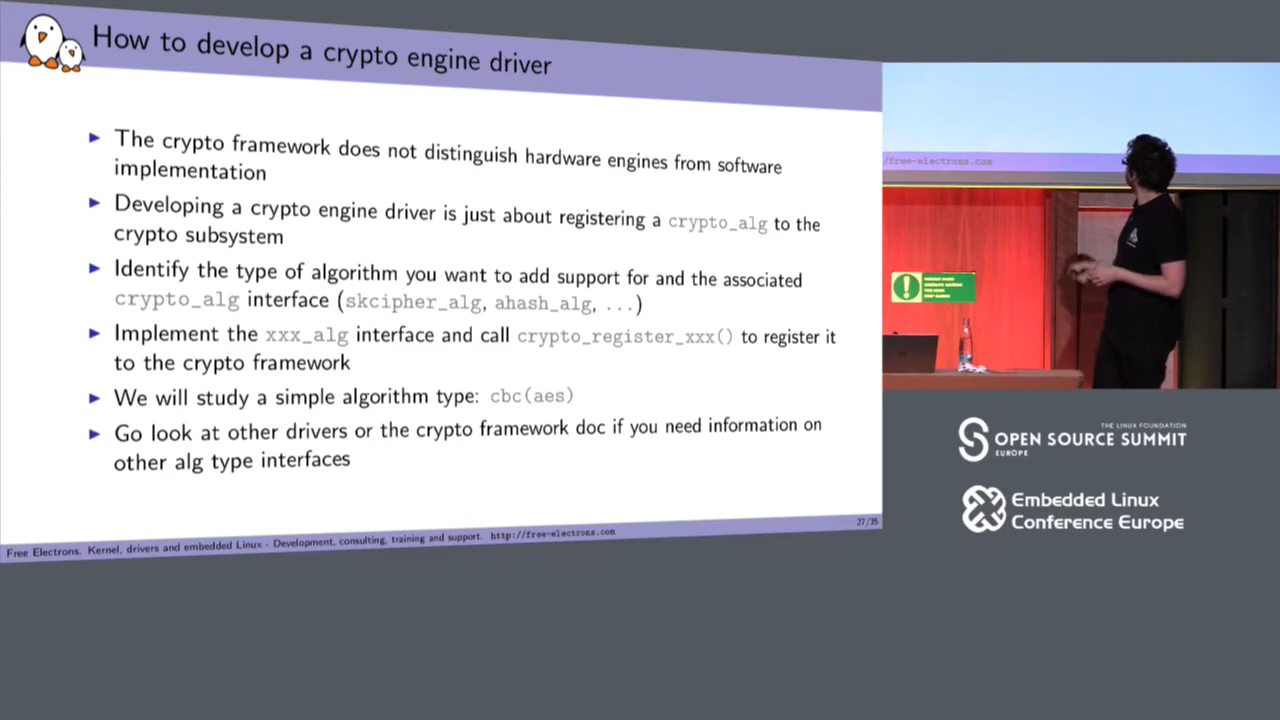 How to develop a crypto engine driver
▶ The crypto framework does not distinguish hardware engines from software
implementation
▶ Developing a crypto engine driver is just about registering a crypto_alg to the
crypto subsystem
▶ Identify the type of algorithm you want to add support for and the associated
crypto_alg interface (skcipher_alg, ahash_alg, ...)
▶ Implement the xxx_alg interface and call crypto_register_xxx() to register it
to the crypto framework
▶ We will study a simple algorithm type: cbc(aes)
▶ Go look at other drivers or the crypto framework doc if you need information on
other alg type interfaces
27/35
Free Electrons. Kernel, drivers and embedded Linux - Development, consulting, training and support. http://free-electrons.com
/free-electrons.com
THE LINUX FOUNDATION
OPEN SOURCE SUMMIT
EUROPE
Embedded Linux
Conference Europe